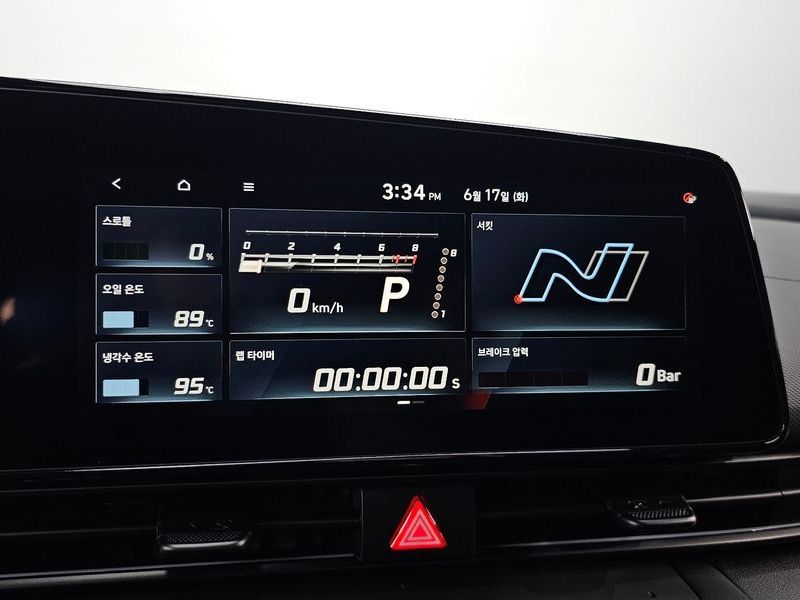 3:34 PM 6월 17일 (화)
스로틀
0 %
0 2 4 6 8
8
1
0 km/h P
서킷
N
오일 온도
89 ℃
냉각수 온도
95 ℃
랩 타이머
00:00:00 S
브레이크 압력
0 Bar